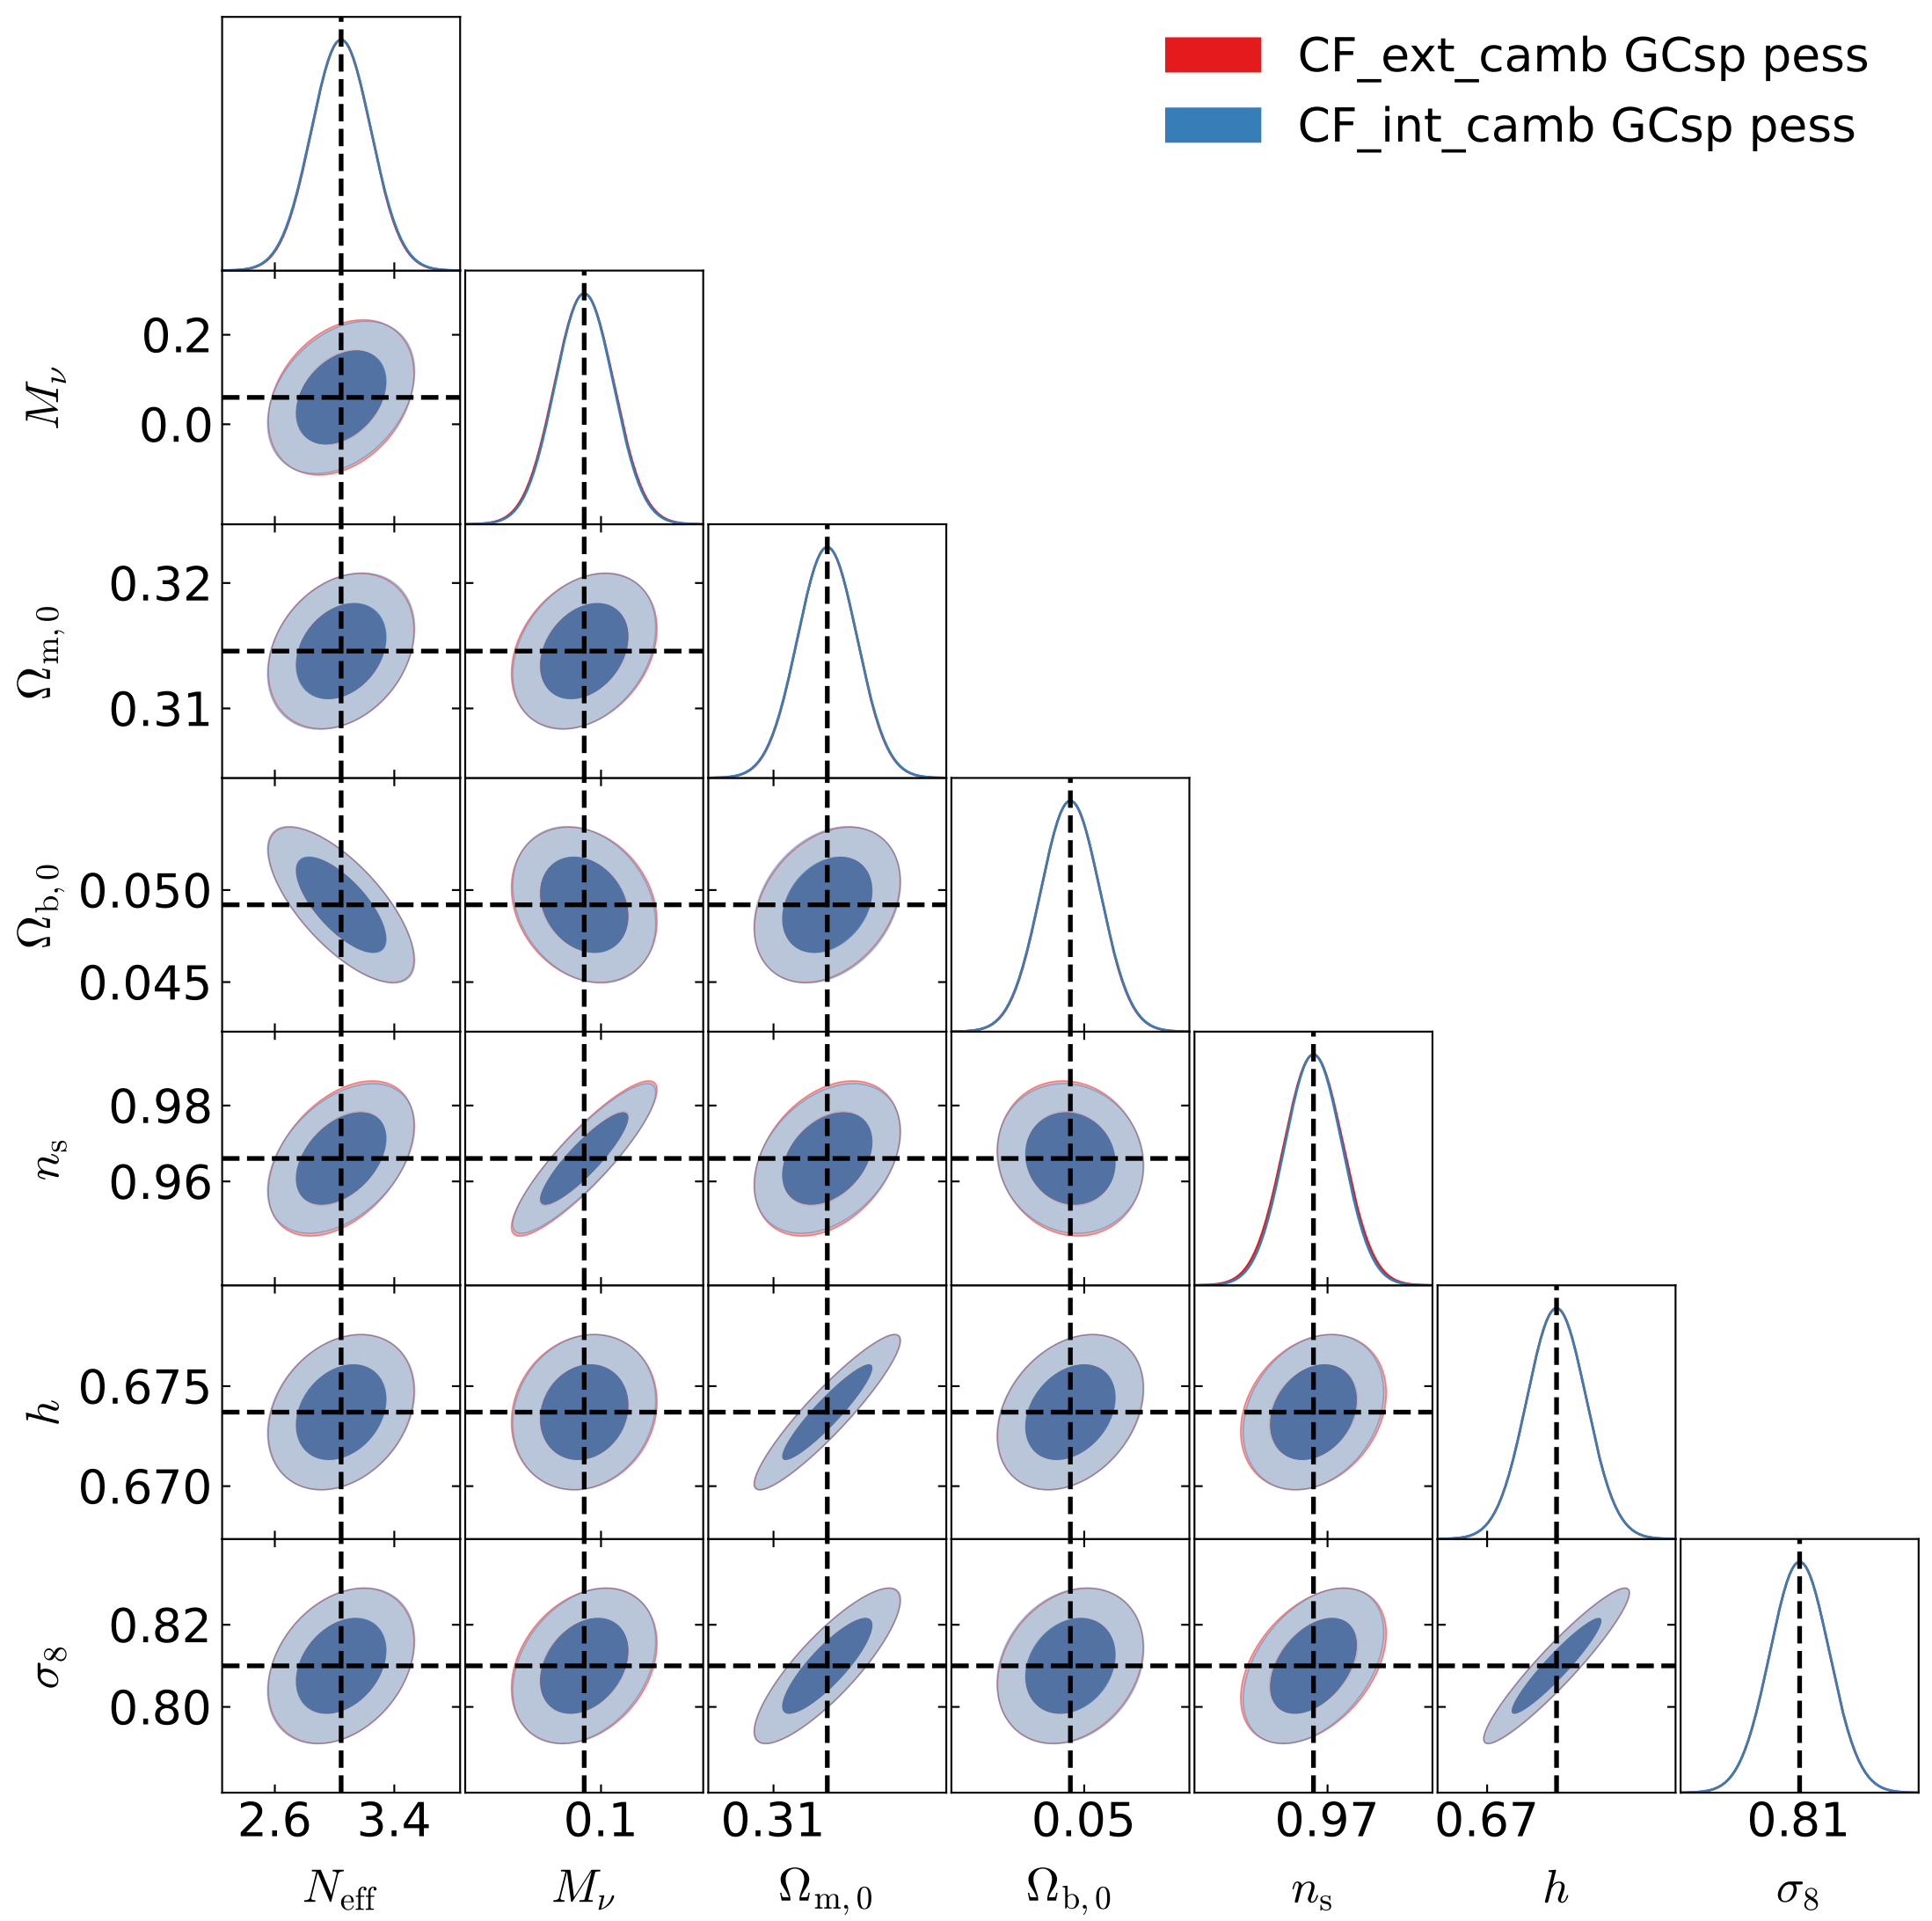 CF_ext_camb GCsp pess
CF_int_camb GCsp pess
0.2
0.0
M_ν
0.32
0.31
Ω_m,0
0.050
0.045
Ω_b,0
0.98
0.96
n_s
0.675
0.670
h
0.82
0.80
σ_8
2.6 3.4 0.1 0.31 0.05 0.97 0.67 0.81
N_eff M_ν Ω_m,0 Ω_b,0 n_s h σ_8